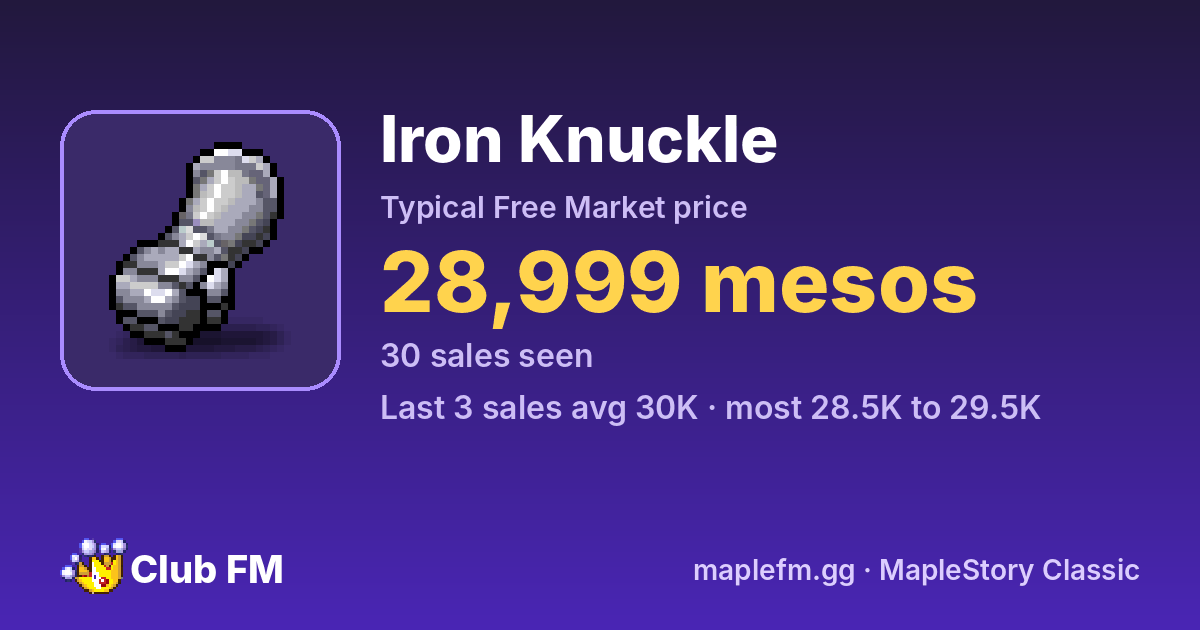 Iron Knuckle
Typical Free Market price
28,999 mesos
30 sales seen
Last 3 sales avg 30K · most 28.5K to 29.5K
Club FM
maplefm.gg · MapleStory Classic